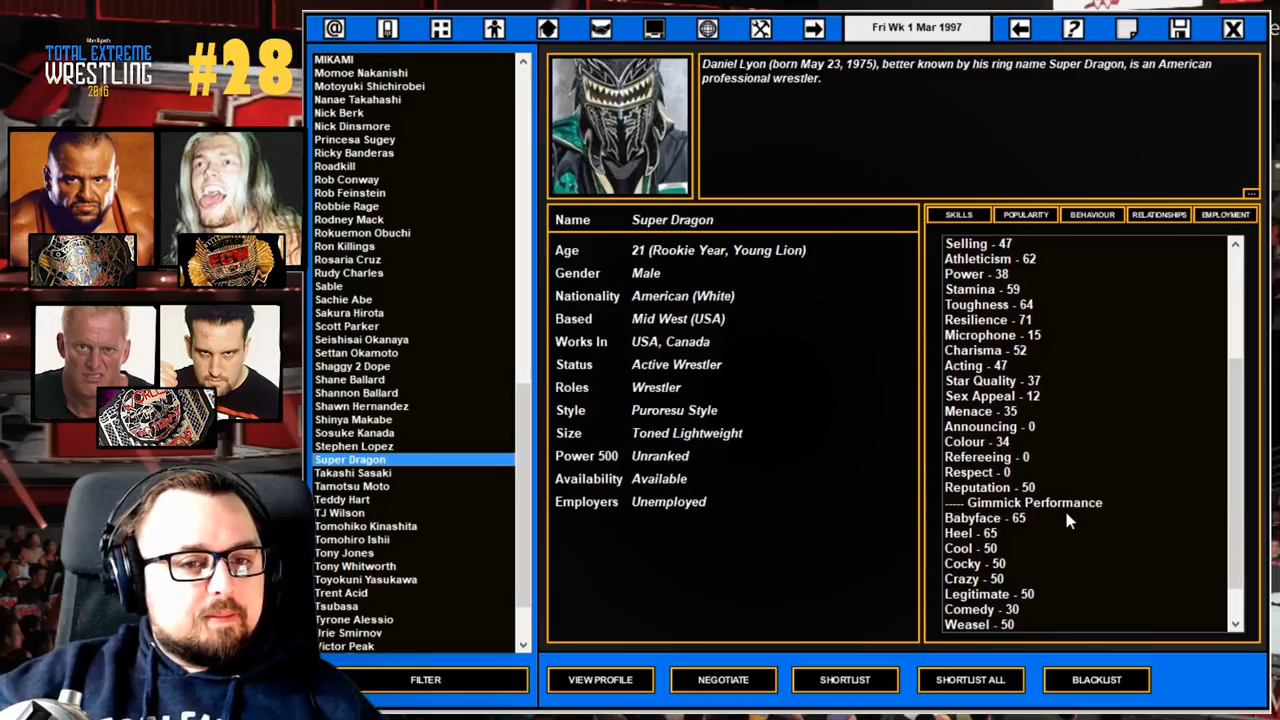 TOTAL EXTREME
WRESTLING
2016
#28
Fri Wk 1 Mar 1997
MIKAMI
Momoe Nakanishi
Motoyuki Shichirobei
Nanae Takahashi
Nick Berk
Nick Dinsmore
Princesa Sugey
Ricky Banderas
Roadkill
Rob Conway
Rob Feinstein
Robbie Rage
Rodney Mack
Rokuemon Obuchi
Ron Killings
Rosaria Cruz
Rudy Charles
Sable
Sachie Abe
Sakura Hirota
Scott Parker
Seishisai Okanaya
Settan Okamoto
Shaggy 2 Dope
Shane Ballard
Shannon Ballard
Shawn Hernandez
Shinya Makabe
Sosuke Kanada
Stephen Lopez
Super Dragon
Takashi Sasaki
Tamotsu Moto
Teddy Hart
TJ Wilson
Tomohiko Kinashita
Tomohiro Ishii
Tony Jones
Tony Whitworth
Toyokuni Yasukawa
Trent Acid
Tsubasa
Tyrone Alessio
Urie Smirnov
Victor Peak
FILTER
Daniel Lyon (born May 23, 1975), better known by his ring name Super Dragon, is an American
professional wrestler.
...
Name Super Dragon
Age 21 (Rookie Year, Young Lion)
Gender Male
Nationality American (White)
Based Mid West (USA)
Works In USA, Canada
Status Active Wrestler
Roles Wrestler
Style Puroresu Style
Size Toned Lightweight
Power 500 Unranked
Availability Available
Employers Unemployed
SKILLS POPULARITY BEHAVIOUR RELATIONSHIPS EMPLOYMENT
Selling - 47
Athleticism - 62
Power - 38
Stamina - 59
Toughness - 64
Resilience - 71
Microphone - 15
Charisma - 52
Acting - 47
Star Quality - 37
Sex Appeal - 12
Menace - 35
Announcing - 0
Colour - 34
Refereeing - 0
Respect - 0
Reputation - 50
----- Gimmick Performance
Babyface - 65
Heel - 65
Cool - 50
Cocky - 50
Crazy - 50
Legitimate - 50
Comedy - 30
Weasel - 50
VIEW PROFILE NEGOTIATE SHORTLIST SHORTLIST ALL BLACKLIST